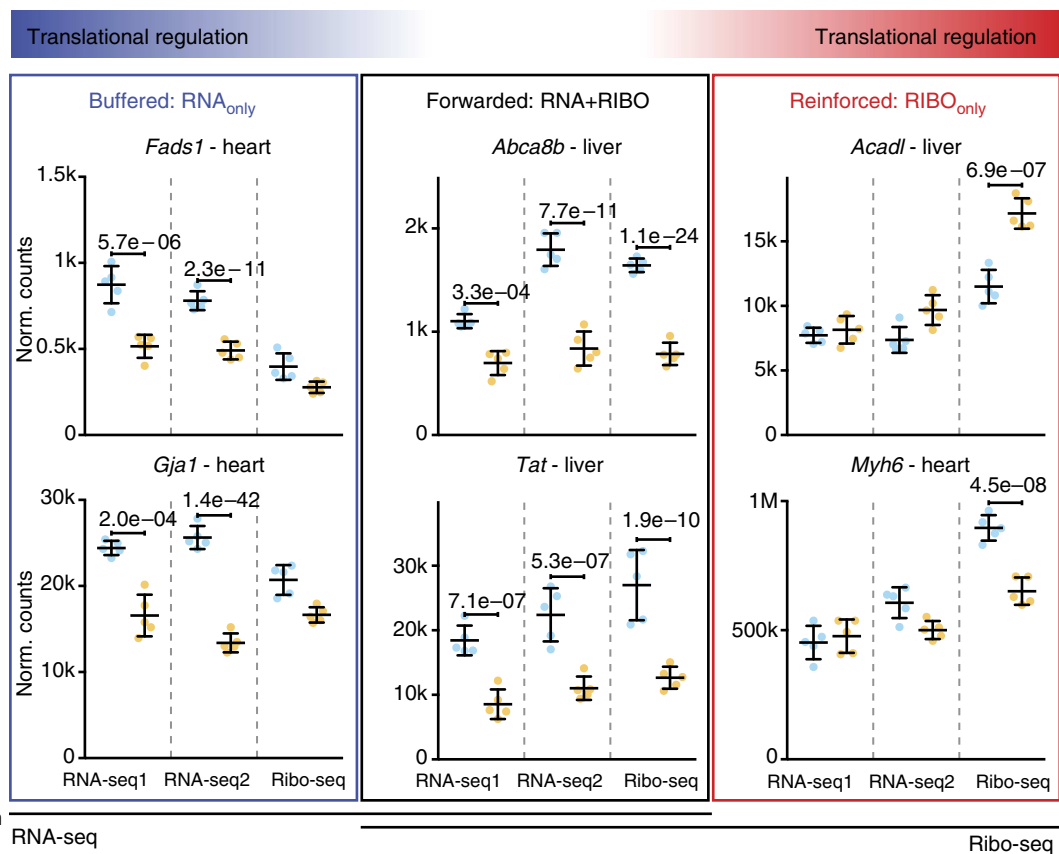 Translational regulation
Translational regulation
Buffered: RNAonly
Forwarded: RNA+RIBO
Reinforced: RIBOonly
Fads1 - heart
Norm. counts
1.5k
1k
0.5k
0
5.7e−06
2.3e−11
Abca8b - liver
2k
1k
0
3.3e−04
7.7e−11
1.1e−24
Acadl - liver
15k
10k
5k
0
6.9e−07
Gja1 - heart
Norm. counts
30k
20k
10k
0
2.0e−04
1.4e−42
RNA-seq1 RNA-seq2 Ribo-seq
Tat - liver
30k
20k
10k
0
7.1e−07
5.3e−07
1.9e−10
RNA-seq1 RNA-seq2 Ribo-seq
Myh6 - heart
1M
500k
0
4.5e−08
RNA-seq1 RNA-seq2 Ribo-seq
RNA-seq
Ribo-seq